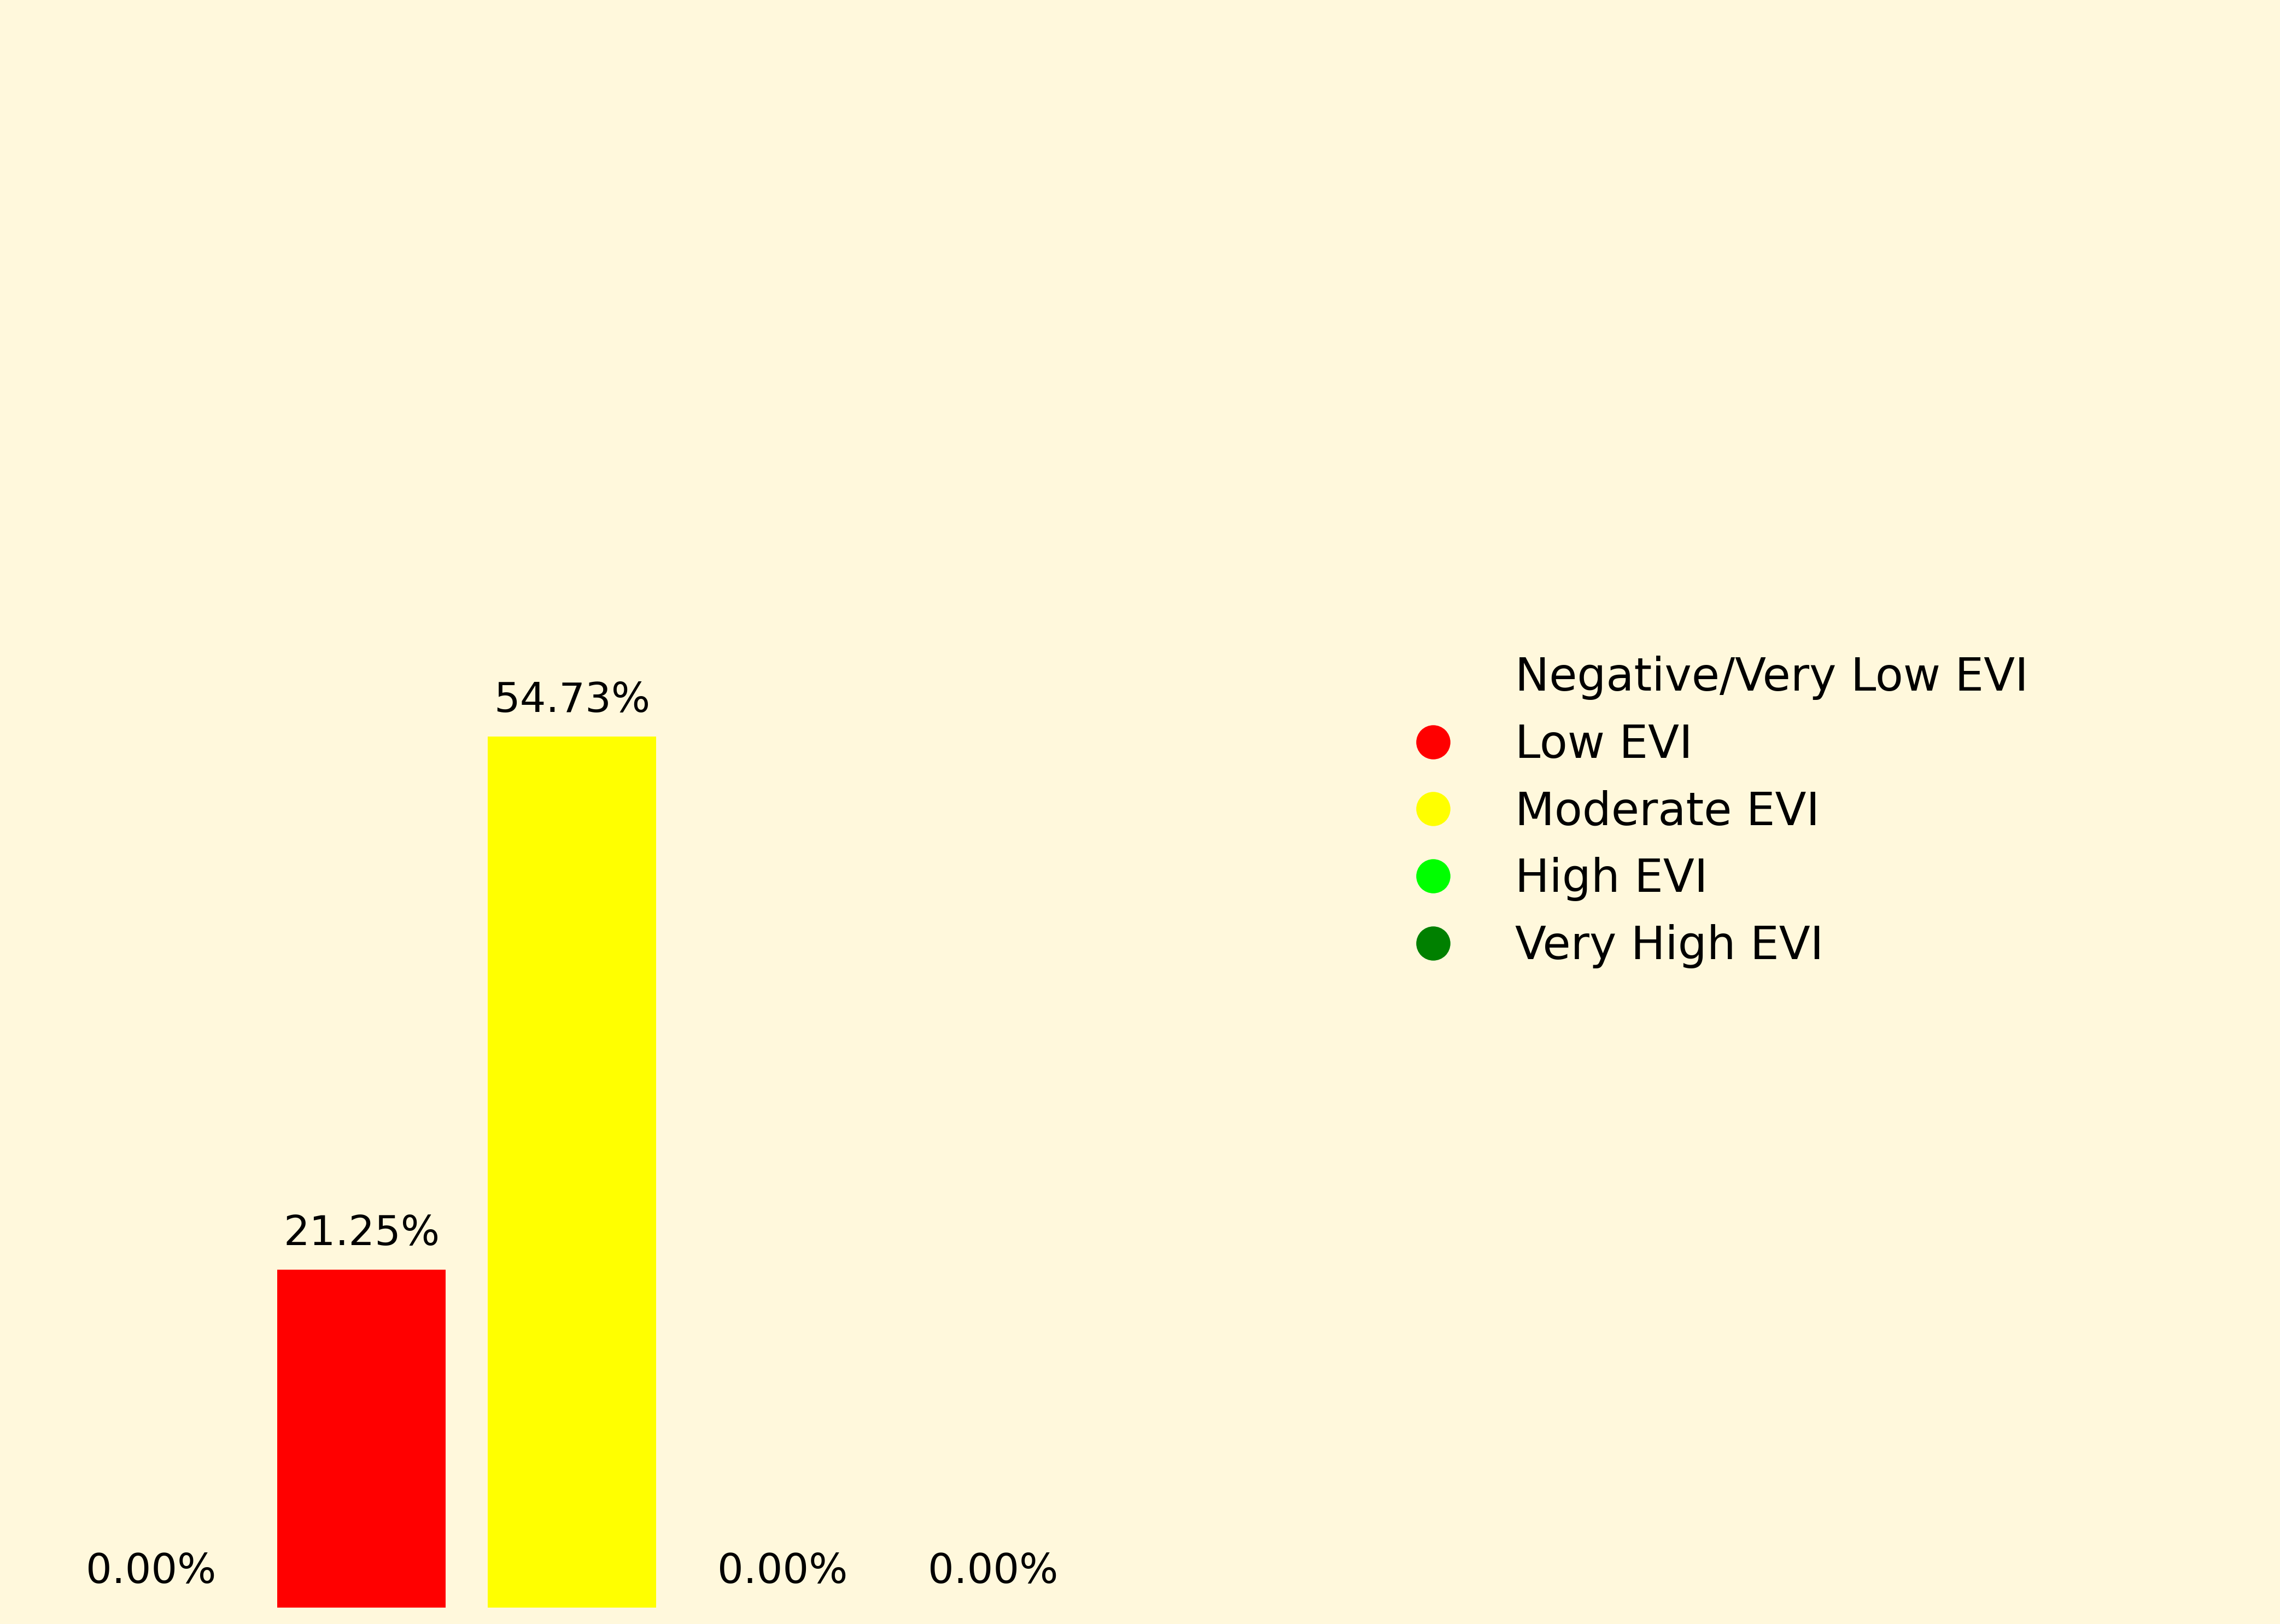 54.73%
21.25%
0.00%
0.00%
0.00%
Negative/Very Low EVI
Low EVI
Moderate EVI
High EVI
Very High EVI